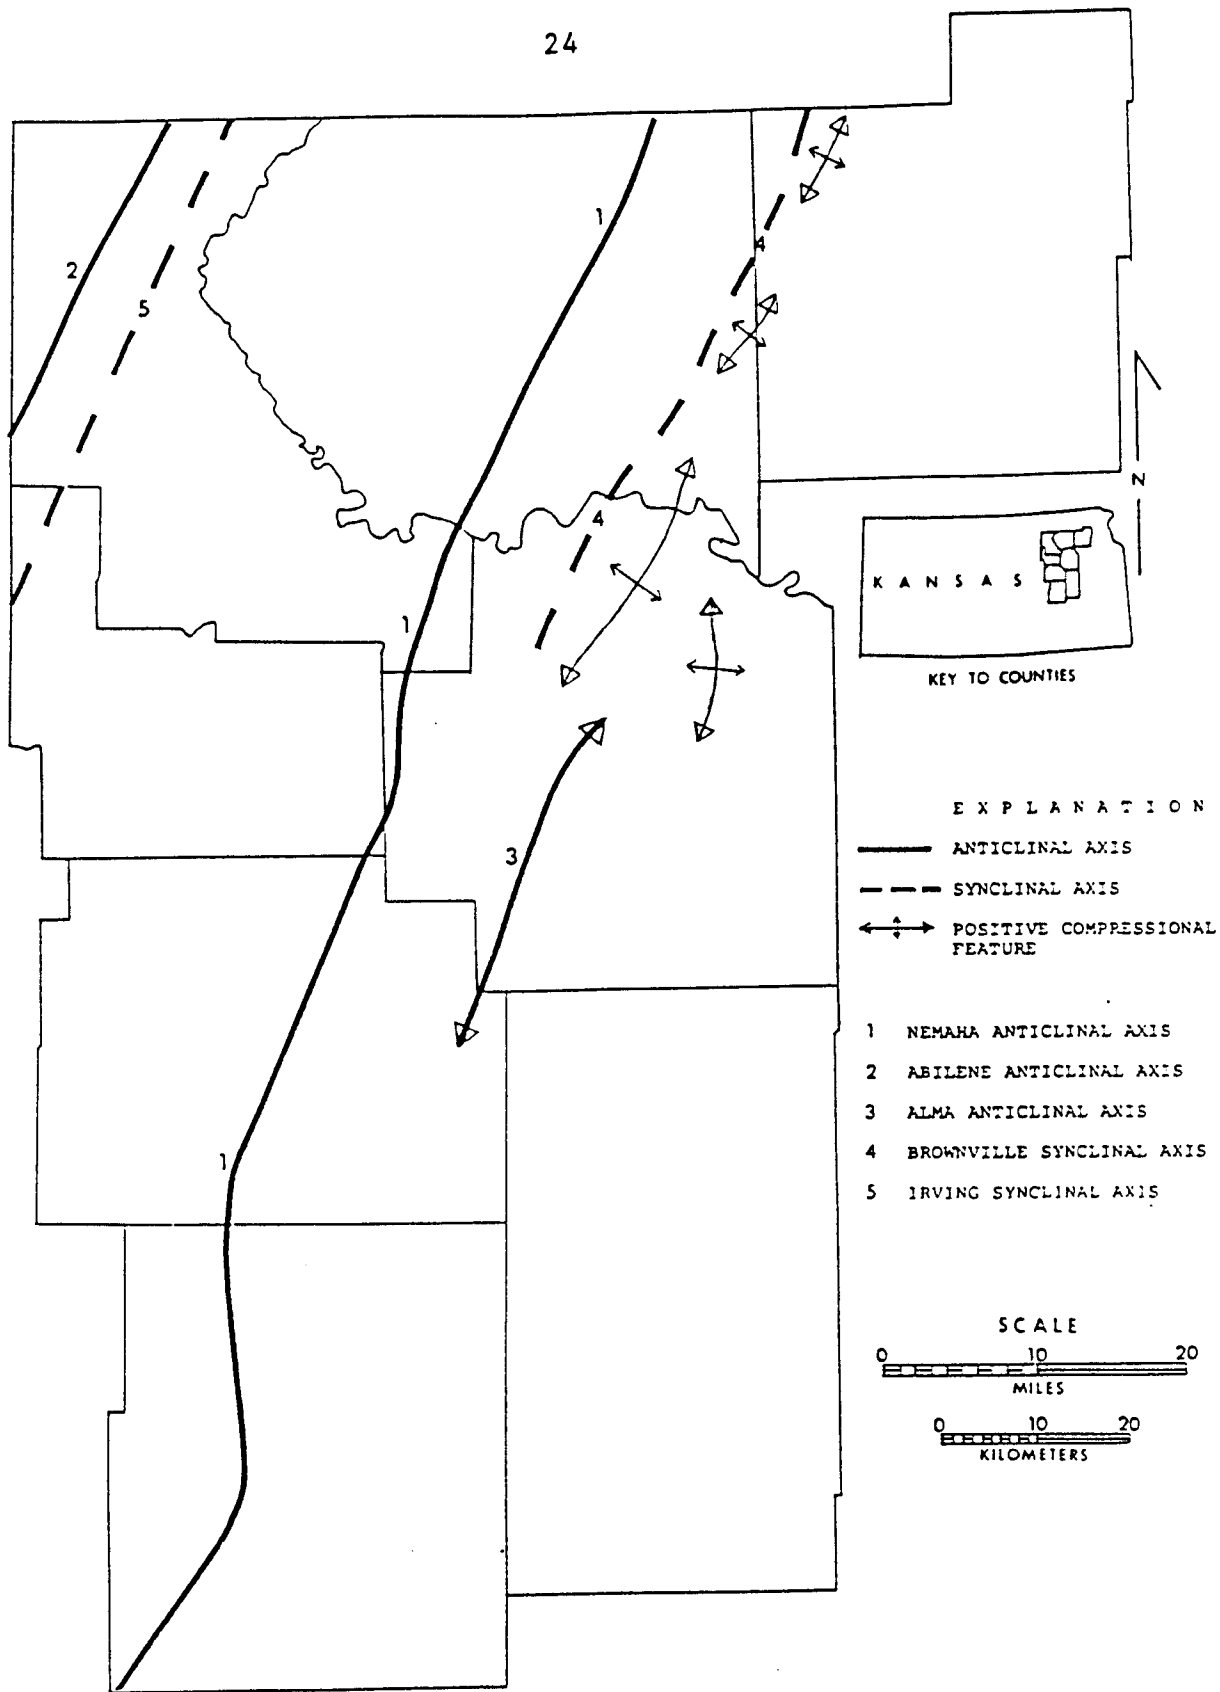 24
2
5
1
4
N
4
1
K A N S A S
KEY TO COUNTIES
3
1
E X P L A N A T I O N
ANTICLINAL AXIS
SYNCLINAL AXIS
POSITIVE COMPRESSIONAL
FEATURE
1 NEMAHA ANTICLINAL AXIS
2 ABILENE ANTICLINAL AXIS
3 ALMA ANTICLINAL AXIS
4 BROWNVILLE SYNCLINAL AXIS
5 IRVING SYNCLINAL AXIS
SCALE
0 10 20
MILES
0 10 20
KILOMETERS